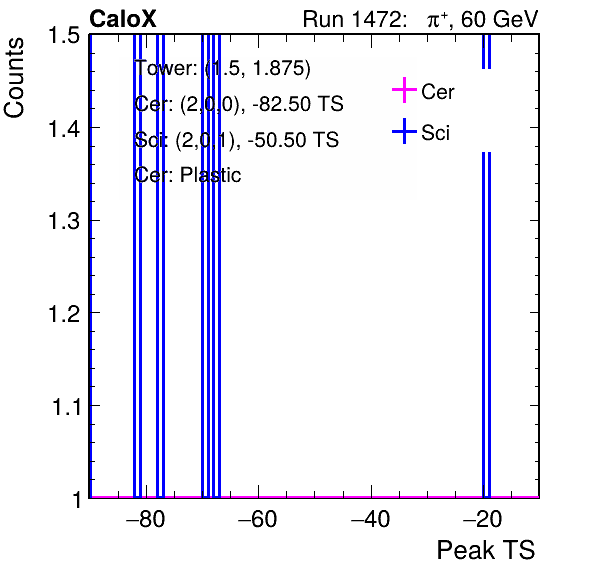 CaloX Run 1472: π⁺, 60 GeV
Counts
1.5
Tower: (1.5, 1.875)
Cer: (2,0,0), -82.50 TS
Sci: (2,0,1), -50.50 TS
Cer: Plastic
Cer
Sci
1.4
1.3
1.2
1.1
1
−80 −60 −40 −20
Peak TS